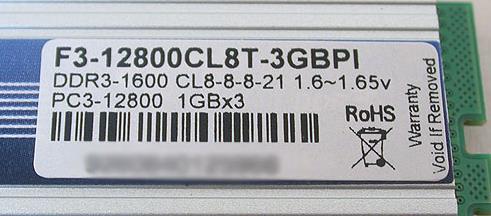 F3-12800CL8T-3GBPI
DDR3-1600 CL8-8-8-21 1.6~1.65v
PC3-12800 1GBx3
RoHS
Warranty
Void If Removed